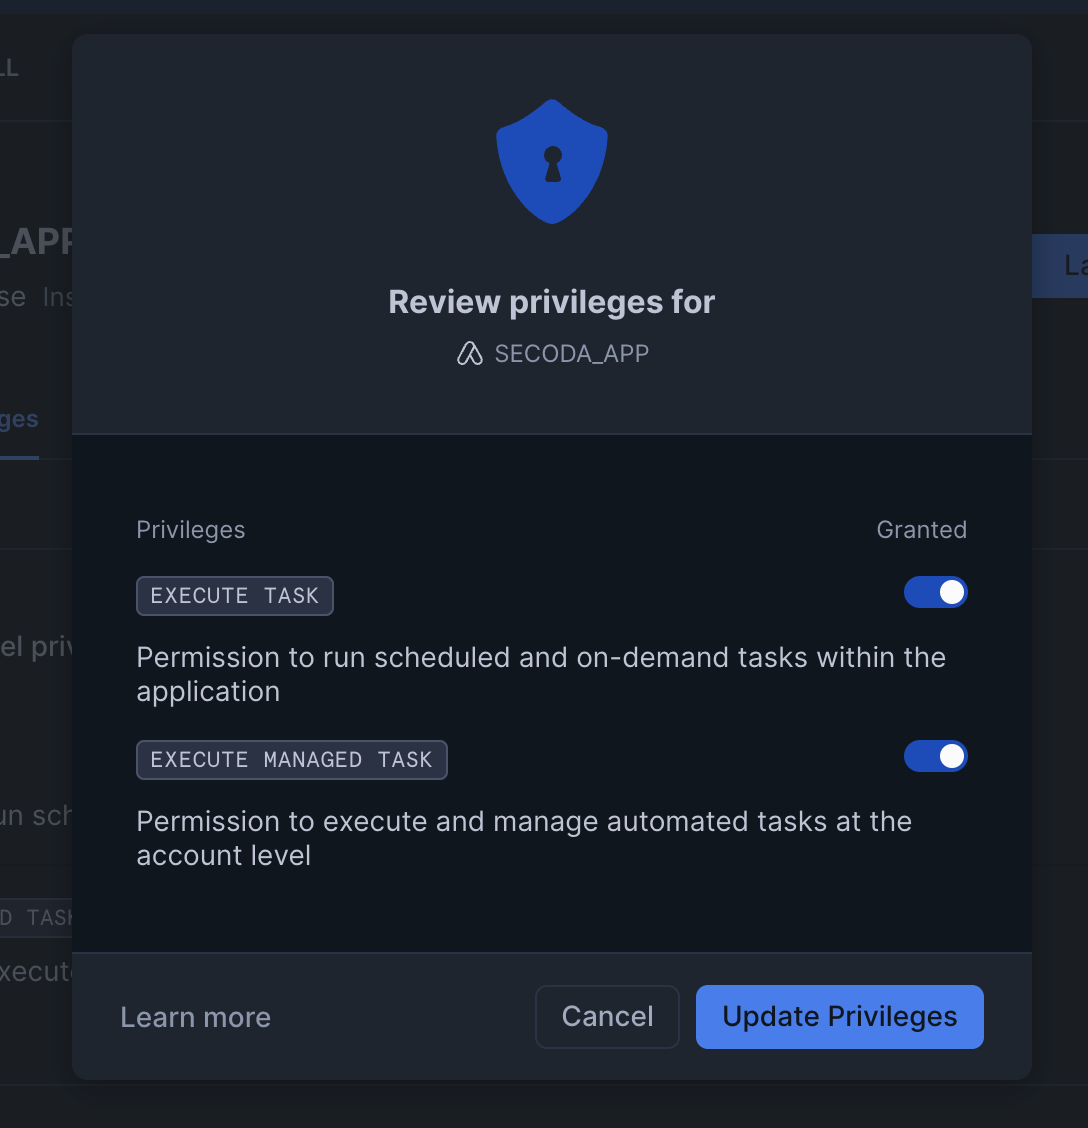 LL
_APP
La
se Ins
ges
el priv
un sch
D TASK
xecut
Review privileges for
SECODA_APP
Privileges
Granted
EXECUTE TASK
Permission to run scheduled and on-demand tasks within the
application
EXECUTE MANAGED TASK
Permission to execute and manage automated tasks at the
account level
Learn more
Cancel
Update Privileges